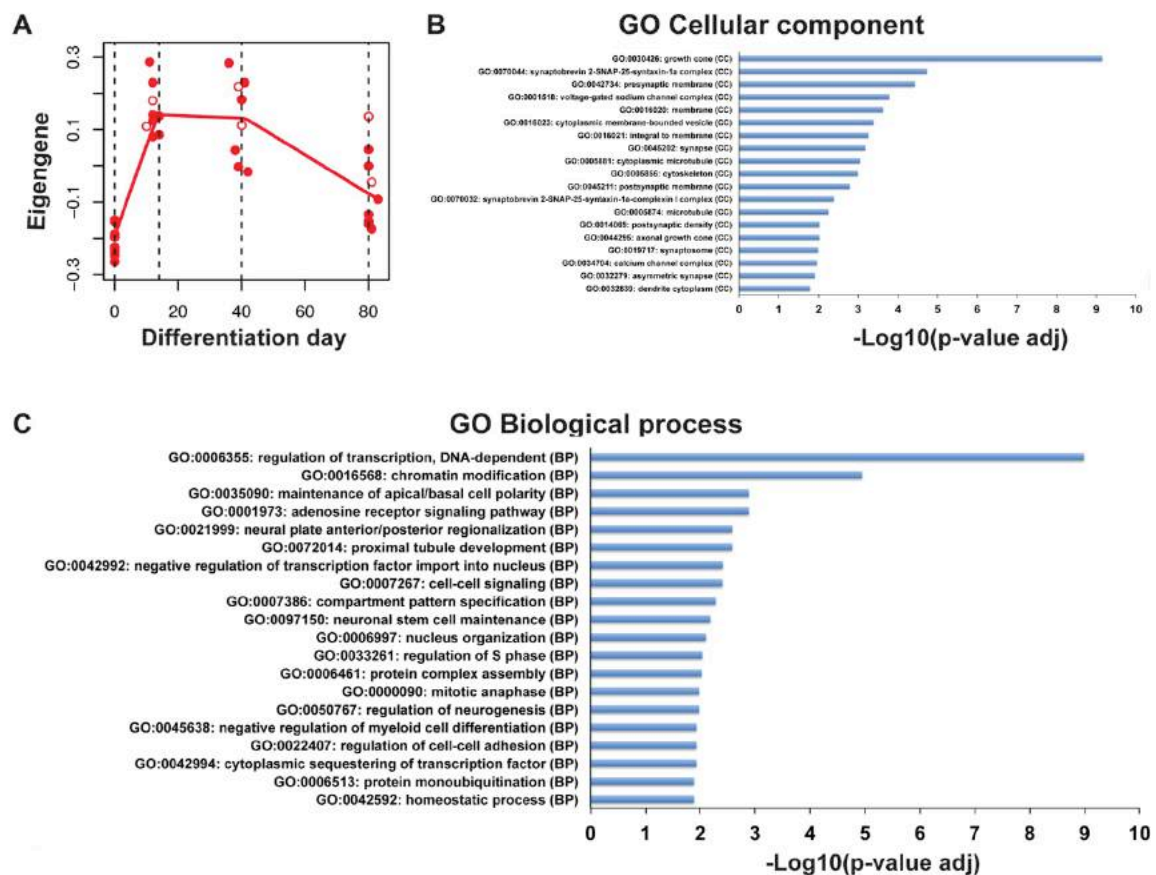 A
0.3
0.1
−0.1
−0.3
Eigengene
0
20
40
60
80
Differentiation day
B
GO Cellular component
GO:0030426: growth cone (CC)
GO:0070044: synaptobrevin 2-SNAP-25-syntaxin-1a complex (CC)
GO:0042734: presynaptic membrane (CC)
GO:0001518: voltage-gated sodium channel complex (CC)
GO:0016020: membrane (CC)
GO:0016023: cytoplasmic membrane-bounded vesicle (CC)
GO:0016021: integral to membrane (CC)
GO:0045202: synapse (CC)
GO:0005881: cytoplasmic microtubule (CC)
GO:0005856: cytoskeleton (CC)
GO:0045211: postsynaptic membrane (CC)
GO:0070032: synaptobrevin 2-SNAP-25-syntaxin-1a-complexin I complex (CC)
GO:0005874: microtubule (CC)
GO:0014069: postsynaptic density (CC)
GO:0044295: axonal growth cone (CC)
GO:0019717: synaptosome (CC)
GO:0034704: calcium channel complex (CC)
GO:0032279: asymmetric synapse (CC)
GO:0032839: dendrite cytoplasm (CC)
0 1 2 3 4 5 6 7 8 9 10
-Log10(p-value adj)
C
GO Biological process
GO:0006355: regulation of transcription, DNA-dependent (BP)
GO:0016568: chromatin modification (BP)
GO:0035090: maintenance of apical/basal cell polarity (BP)
GO:0001973: adenosine receptor signaling pathway (BP)
GO:0021999: neural plate anterior/posterior regionalization (BP)
GO:0072014: proximal tubule development (BP)
GO:0042992: negative regulation of transcription factor import into nucleus (BP)
GO:0007267: cell-cell signaling (BP)
GO:0007386: compartment pattern specification (BP)
GO:0097150: neuronal stem cell maintenance (BP)
GO:0006997: nucleus organization (BP)
GO:0033261: regulation of S phase (BP)
GO:0006461: protein complex assembly (BP)
GO:0000090: mitotic anaphase (BP)
GO:0050767: regulation of neurogenesis (BP)
GO:0045638: negative regulation of myeloid cell differentiation (BP)
GO:0022407: regulation of cell-cell adhesion (BP)
GO:0042994: cytoplasmic sequestering of transcription factor (BP)
GO:0006513: protein monoubiquitination (BP)
GO:0042592: homeostatic process (BP)
0 1 2 3 4 5 6 7 8 9 10
-Log10(p-value adj)